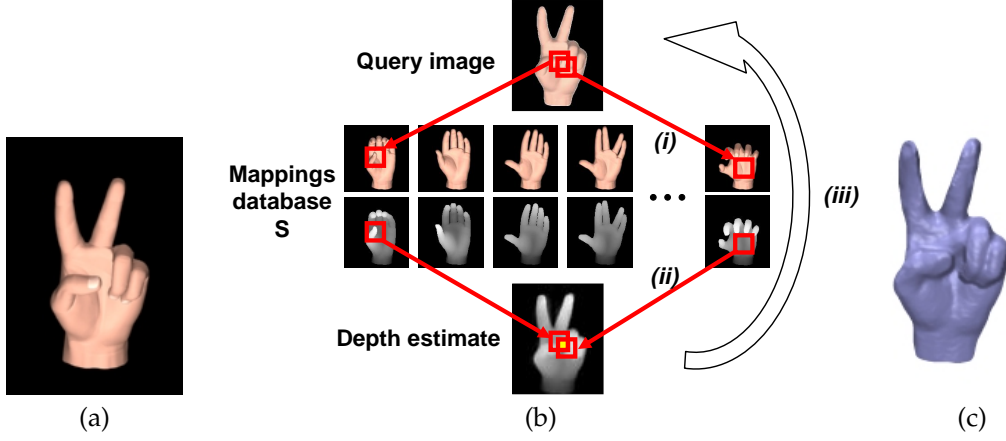 Query image
(i)
Mappings
database
S
(iii)
(ii)
Depth estimate
(a)
(b)
(c)